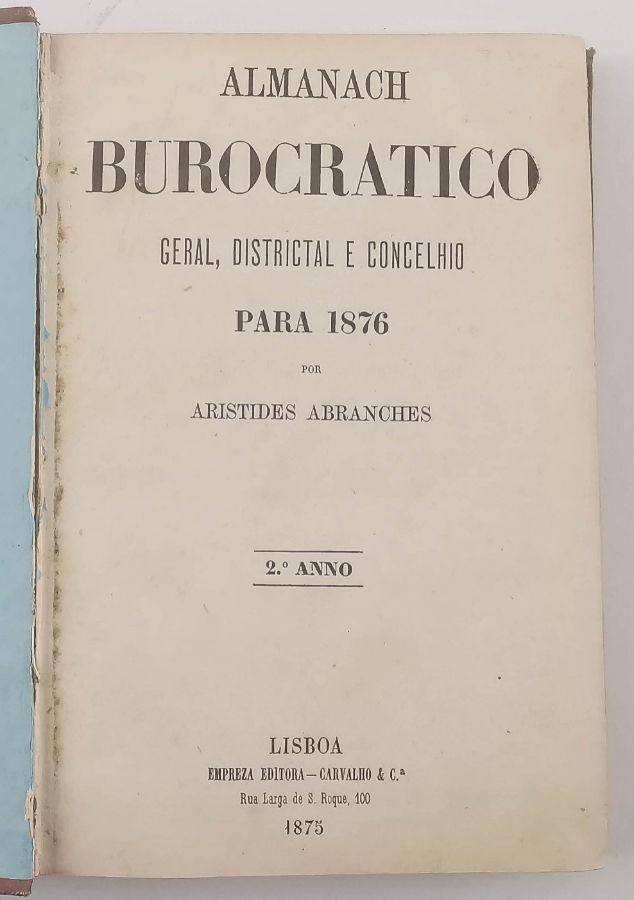 ALMANACH
BUROCRATICO
GERAL, DISTRICTAL E CONCELHIO
PARA 1876
POR
ARISTIDES ABRANCHES
2.º ANNO
LISBOA
EMPREZA EDITORA — CARVALHO & C.ª
Rua Larga de S. Roque, 100
1875